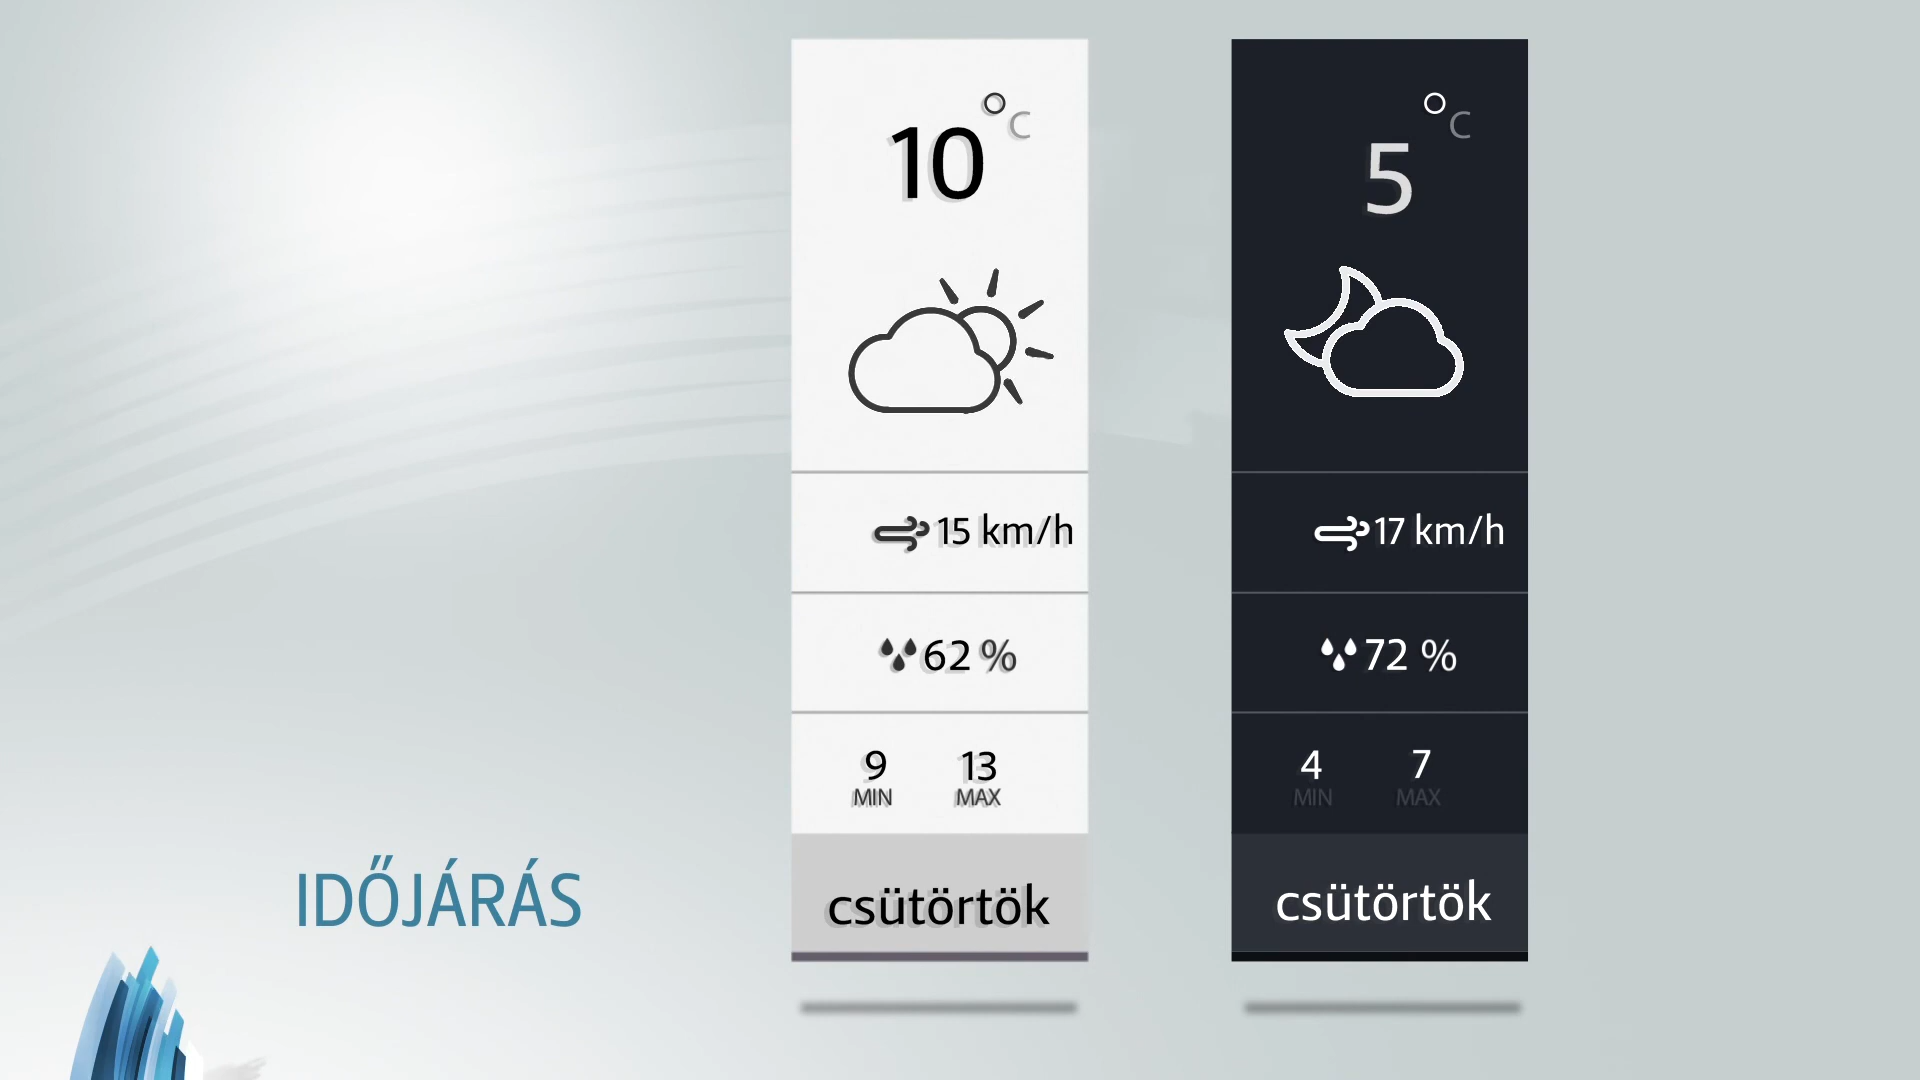 10 °C
15 km/h
62 %
9 13
MIN MAX
csütörtök
5 °C
17 km/h
72 %
4 7
MIN MAX
csütörtök
IDŐJÁRÁS